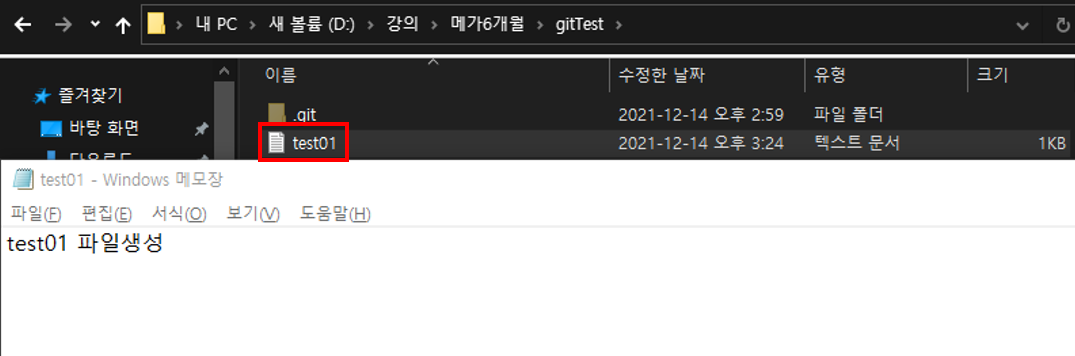 내 PC > 새 볼륨 (D:) > 강의 > 메가6개월 > gitTest >
이름 수정한 날짜 유형 크기
즐겨찾기
.git 2021-12-14 오후 2:59 파일 폴더
바탕 화면
test01 2021-12-14 오후 3:24 텍스트 문서 1KB
다운로드
test01 - Windows 메모장
파일(F) 편집(E) 서식(O) 보기(V) 도움말(H)
test01 파일생성